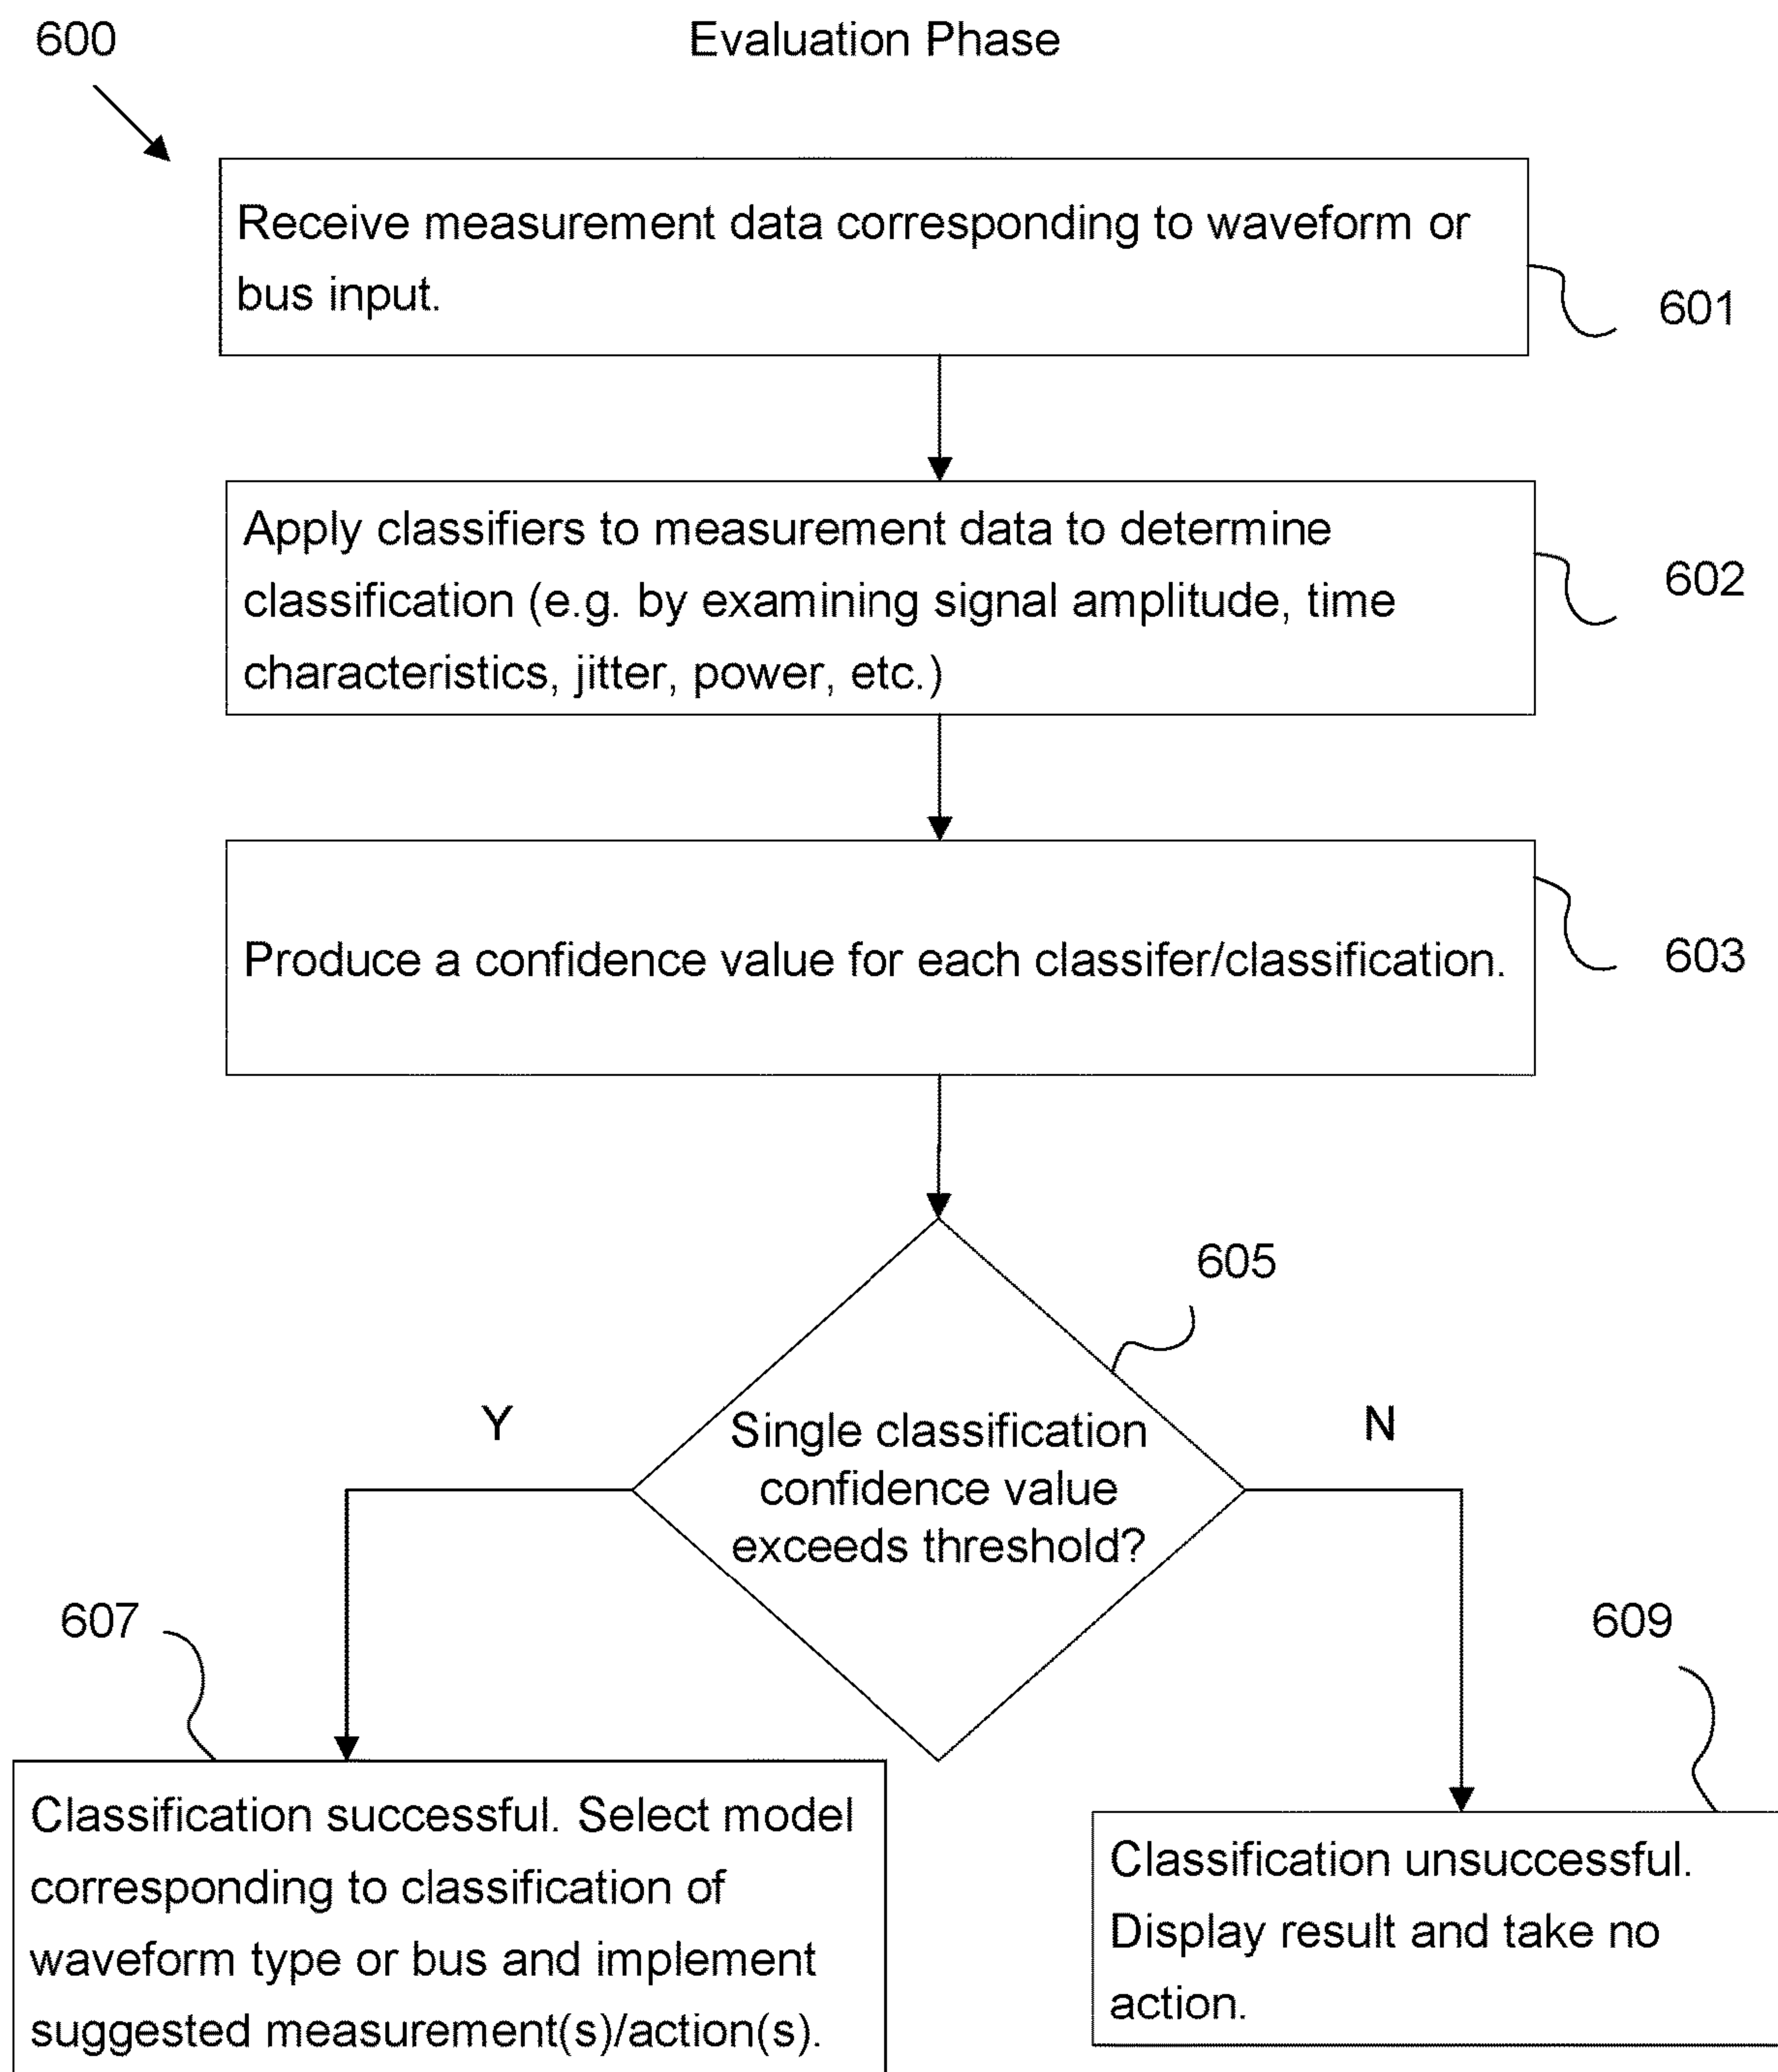 600
Evaluation Phase
Receive measurement data corresponding to waveform or
bus input.
601
Apply classifiers to measurement data to determine
classification (e.g. by examining signal amplitude, time
characteristics, jitter, power, etc.)
602
Produce a confidence value for each classifer/classification.
603
605
Single classification
confidence value
exceeds threshold?
Y
N
607
Classification successful. Select model
corresponding to classification of
waveform type or bus and implement
suggested measurement(s)/action(s).
609
Classification unsuccessful.
Display result and take no
action.